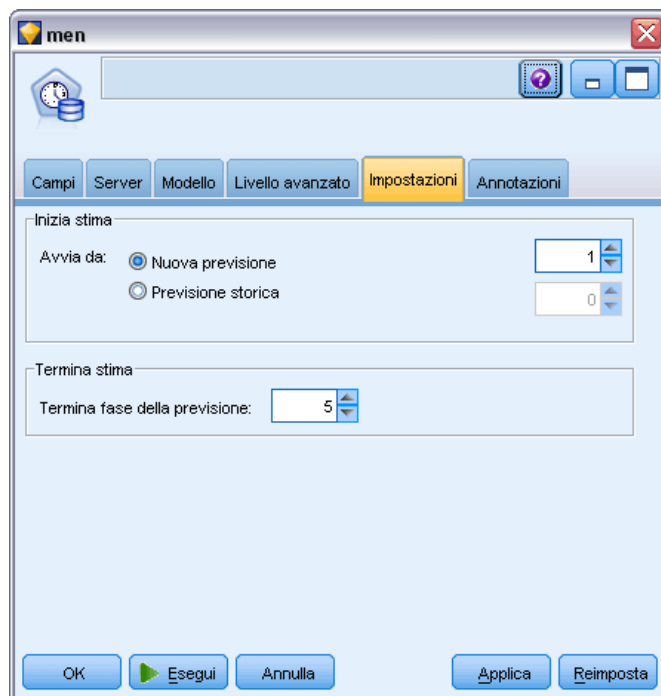 men
Campi Server Modello Livello avanzato Impostazioni Annotazioni
Inizia stima
Avvia da: Nuova previsione 1
Previsione storica 0
Termina stima
Termina fase della previsione: 5
OK Esegui Annulla Applica Reimposta